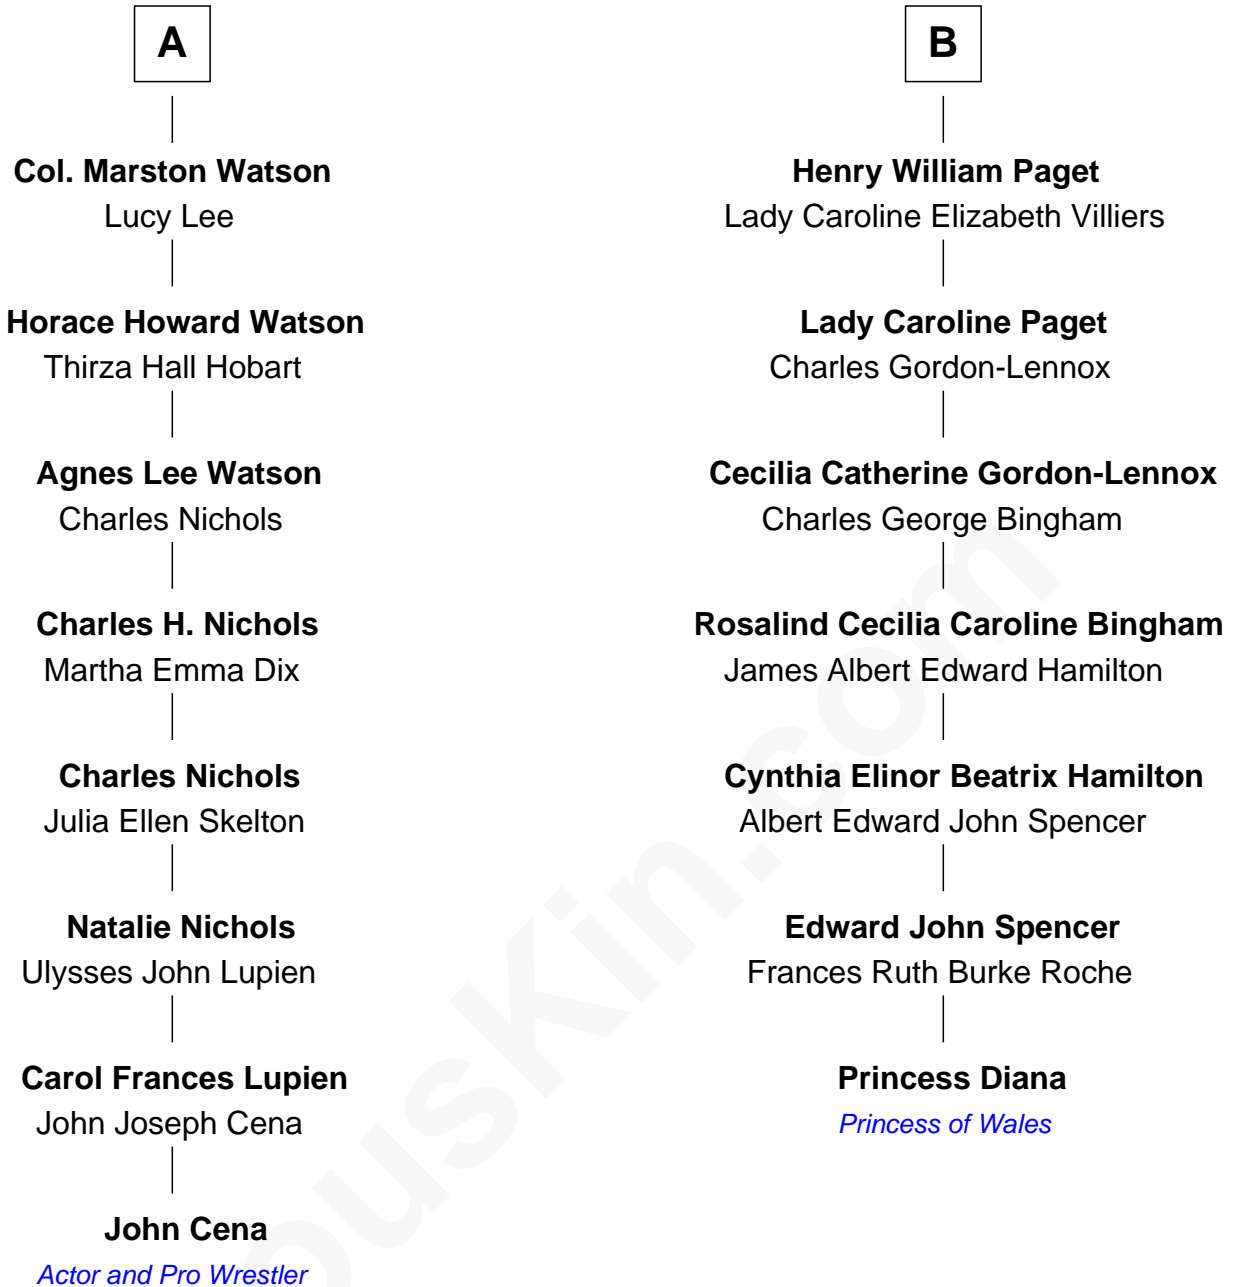 A
Col. Marston Watson
Lucy Lee
Horace Howard Watson
Thirza Hall Hobart
Agnes Lee Watson
Charles Nichols
Charles H. Nichols
Martha Emma Dix
Charles Nichols
Julia Ellen Skelton
Natalie Nichols
Ulysses John Lupien
Carol Frances Lupien
John Joseph Cena
John Cena
Actor and Pro Wrestler
B
Henry William Paget
Lady Caroline Elizabeth Villiers
Lady Caroline Paget
Charles Gordon-Lennox
Cecilia Catherine Gordon-Lennox
Charles George Bingham
Rosalind Cecilia Caroline Bingham
James Albert Edward Hamilton
Cynthia Elinor Beatrix Hamilton
Albert Edward John Spencer
Edward John Spencer
Frances Ruth Burke Roche
Princess Diana
Princess of Wales
ousKin.com